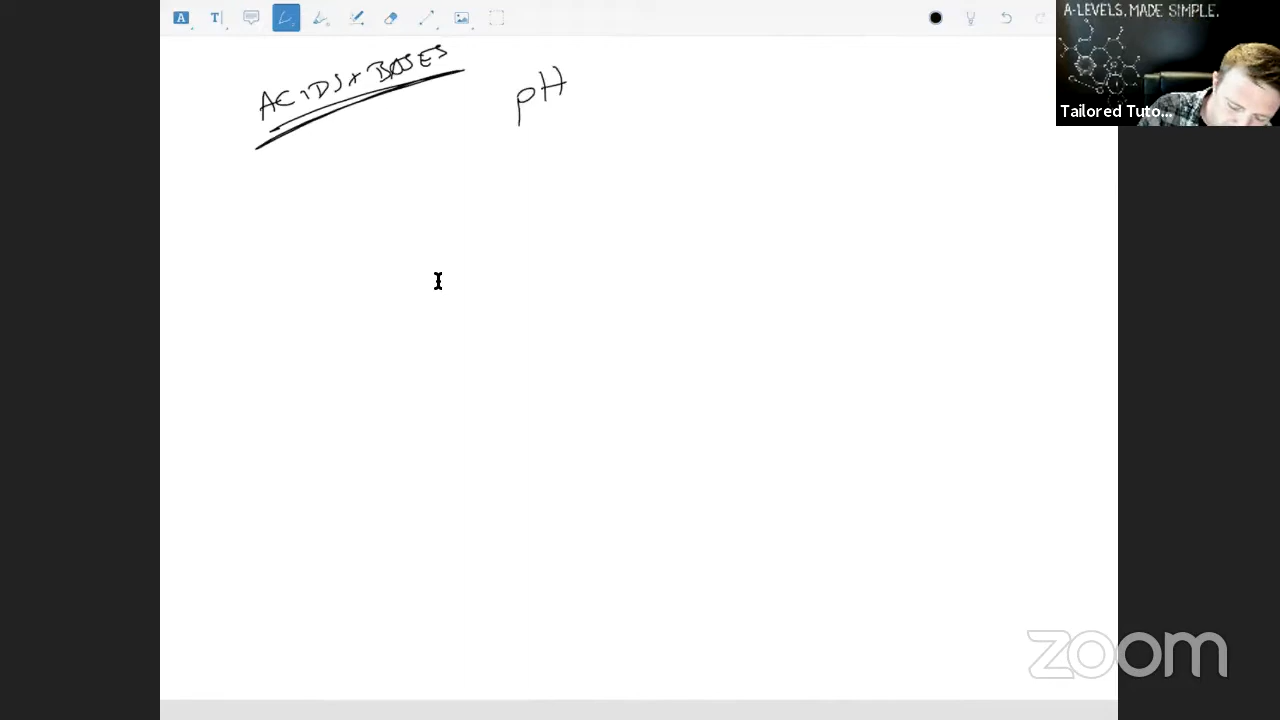 A-LEVELS. MADE SIMPLE.
ACIDS + BASES
pH
Tailored Tuto...
zoom